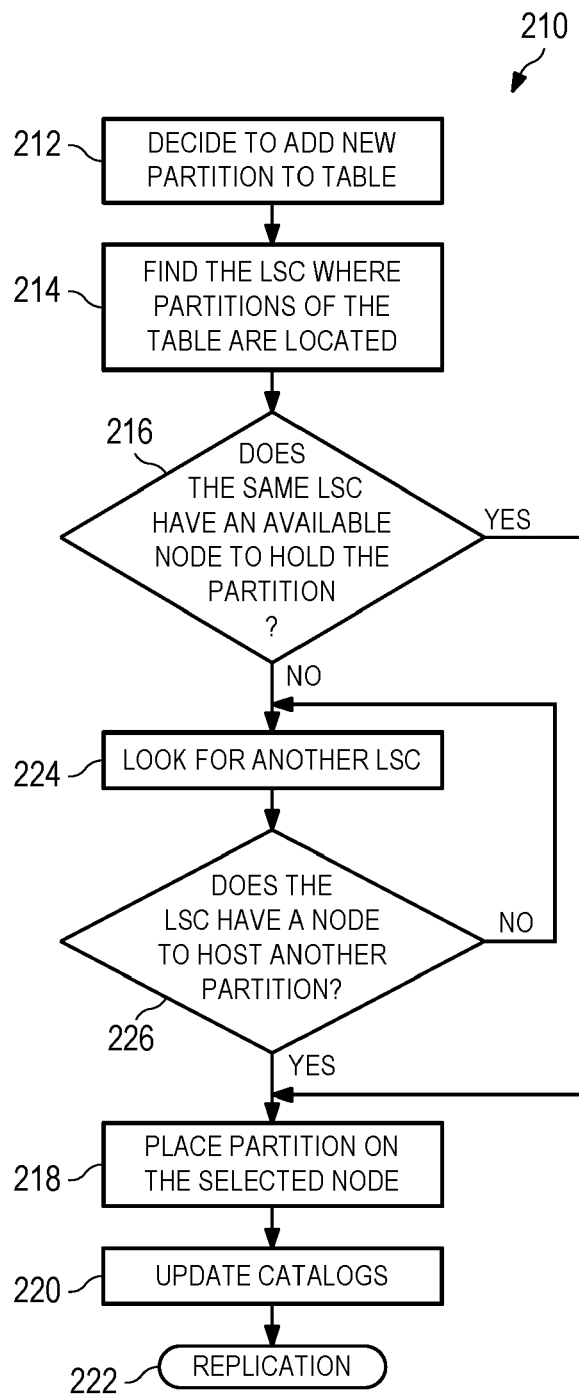 210
212
DECIDE TO ADD NEW
PARTITION TO TABLE
214
FIND THE LSC WHERE
PARTITIONS OF THE
TABLE ARE LOCATED
216
DOES
THE SAME LSC
HAVE AN AVAILABLE
NODE TO HOLD THE
PARTITION
?
YES
NO
224
LOOK FOR ANOTHER LSC
DOES THE
LSC HAVE A NODE
TO HOST ANOTHER
PARTITION?
NO
226
YES
218
PLACE PARTITION ON
THE SELECTED NODE
220
UPDATE CATALOGS
222
REPLICATION